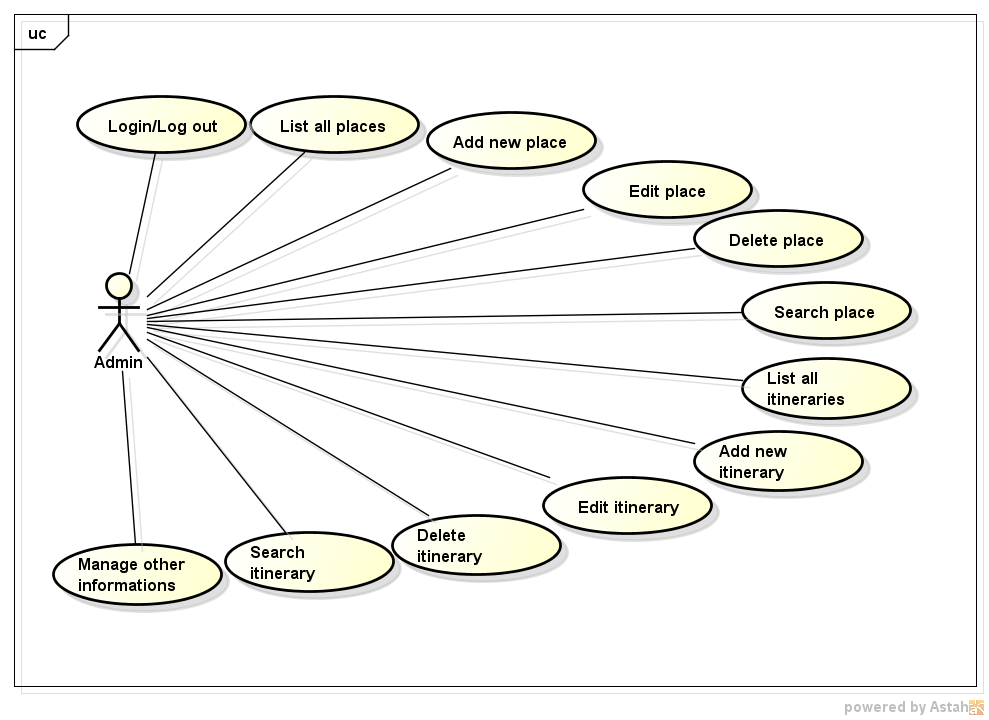 uc
Login/Log out
List all places
Add new place
Edit place
Delete place
Search place
List all
itineraries
Add new
itinerary
Edit itinerary
Delete
itinerary
Search
itinerary
Manage other
informations
Admin
powered by Astah